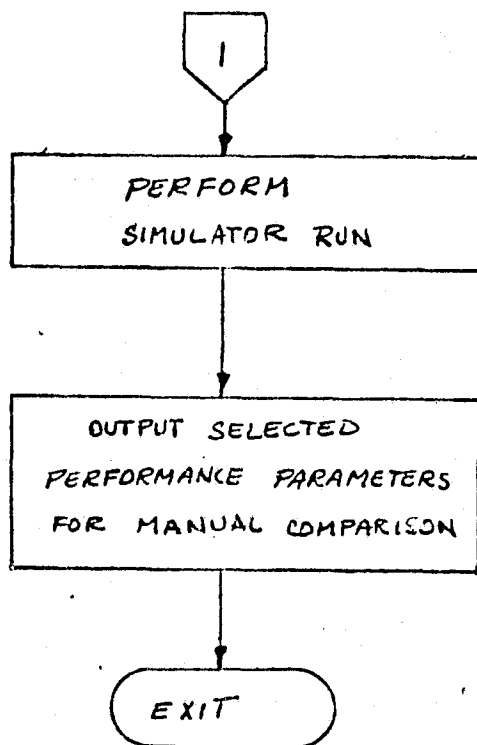 1
PERFORM
SIMULATOR RUN
OUTPUT SELECTED
PERFORMANCE PARAMETERS
FOR MANUAL COMPARISON
EXIT